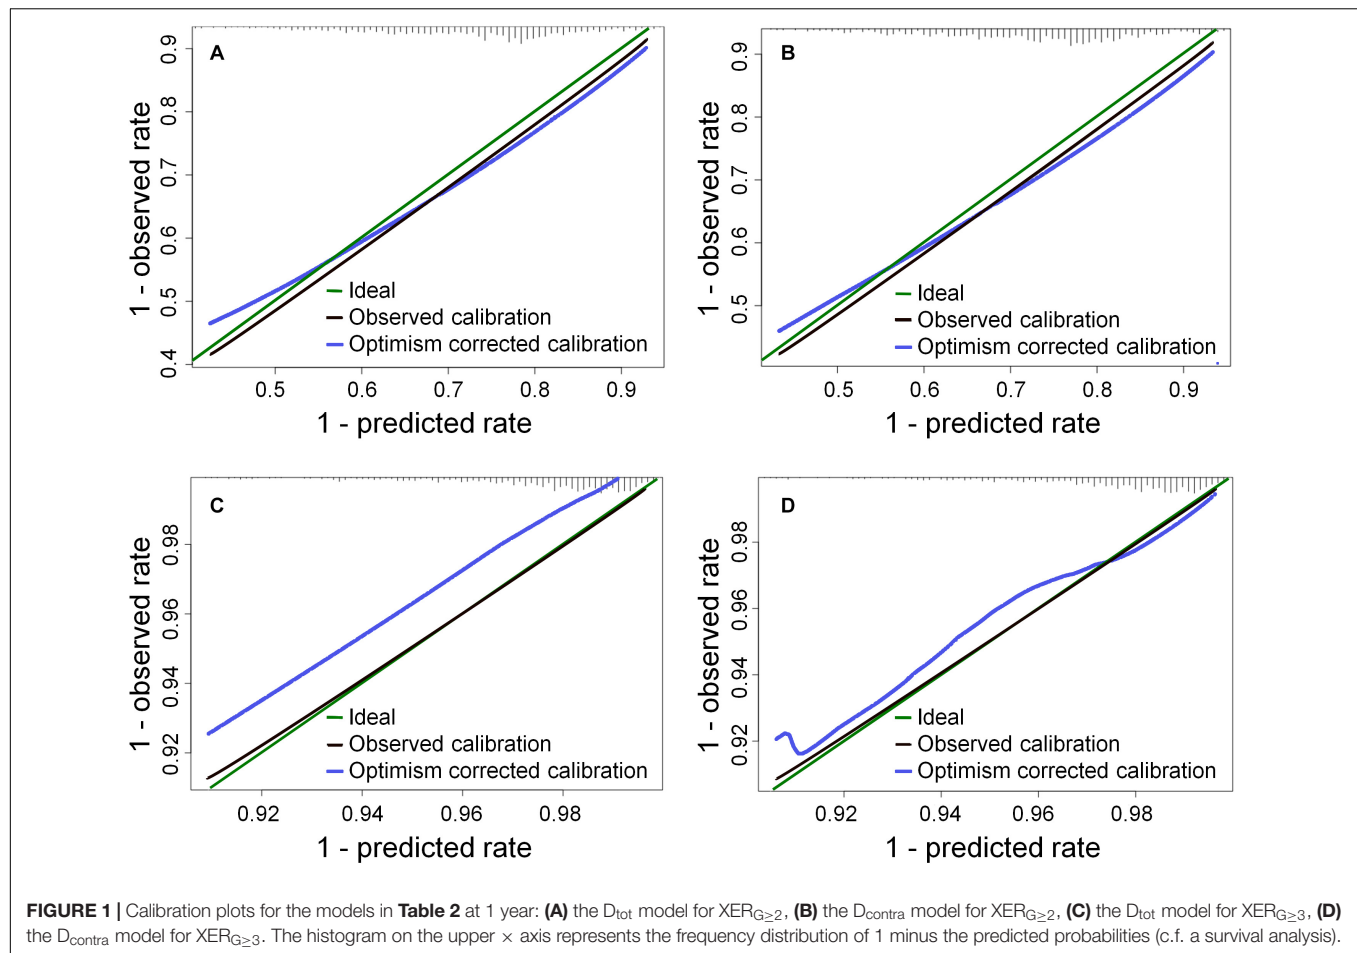 A
1 - observed rate
0.9
0.8
0.7
0.6
0.5
0.4
Ideal
Observed calibration
Optimism corrected calibration
0.5 0.6 0.7 0.8 0.9
1 - predicted rate
B
1 - observed rate
0.9
0.8
0.7
0.6
0.5
Ideal
Observed calibration
Optimism corrected calibration
0.5 0.6 0.7 0.8 0.9
1 - predicted rate
C
1 - observed rate
0.98
0.96
0.94
0.92
Ideal
Observed calibration
Optimism corrected calibration
0.92 0.94 0.96 0.98
1 - predicted rate
D
1 - observed rate
0.98
0.96
0.94
0.92
Ideal
Observed calibration
Optimism corrected calibration
0.92 0.94 0.96 0.98
1 - predicted rate
FIGURE 1 | Calibration plots for the models in Table 2 at 1 year: (A) the Dtot model for XERG≥2, (B) the Dcontra model for XERG≥2, (C) the Dtot model for XERG≥3, (D)
the Dcontra model for XERG≥3. The histogram on the upper × axis represents the frequency distribution of 1 minus the predicted probabilities (c.f. a survival analysis).